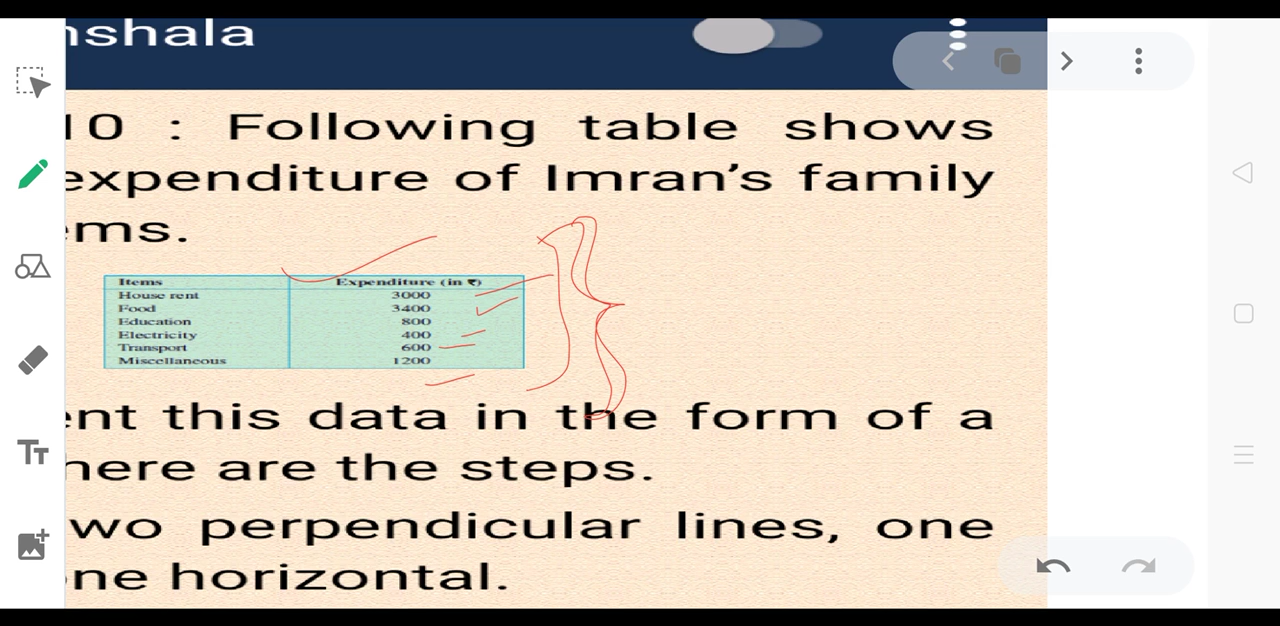 nshala
10 : Following table shows
expenditure of Imran's family
ems.
Items Expenditure (in ₹)
House rent 3000
Food 3400
Education 800
Electricity 400
Transport 600
Miscellaneous 1200
ent this data in the form of a
here are the steps.
wo perpendicular lines, one
ne horizontal.